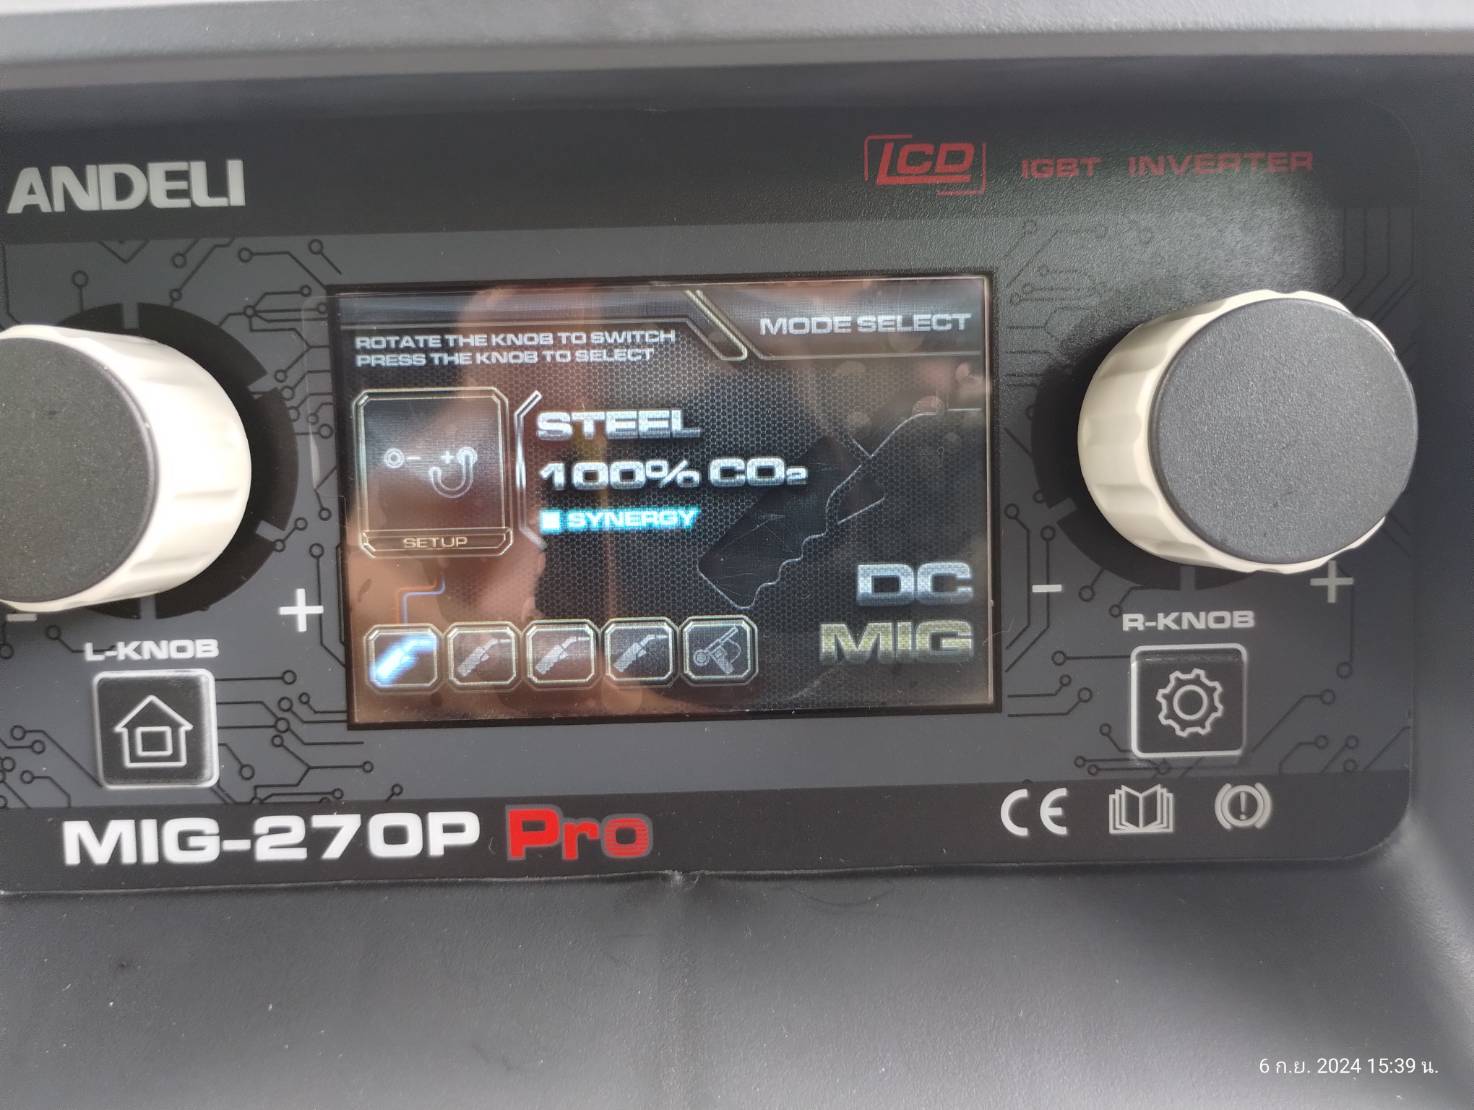 ANDELI
LCD IGBT INVERTER
ROTATE THE KNOB TO SWITCH
PRESS THE KNOB TO SELECT
MODE SELECT
STEEL
100% CO₂
SYNERGY
- +
SETUP
DC
MIG
- +
L-KNOB
- +
R-KNOB
MIG-270P Pro
CE
6 ก.ย. 2024 15:39 น.